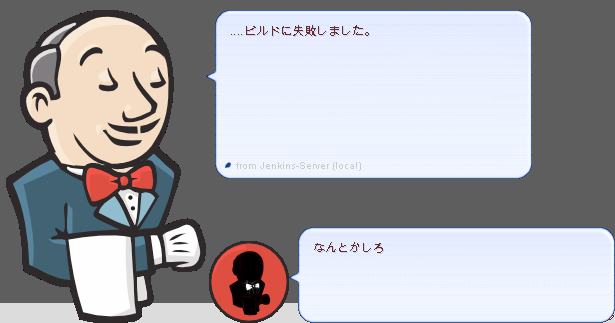 ....ビルドに失敗しました。
from Jenkins-Server (local)
なんとかしろ